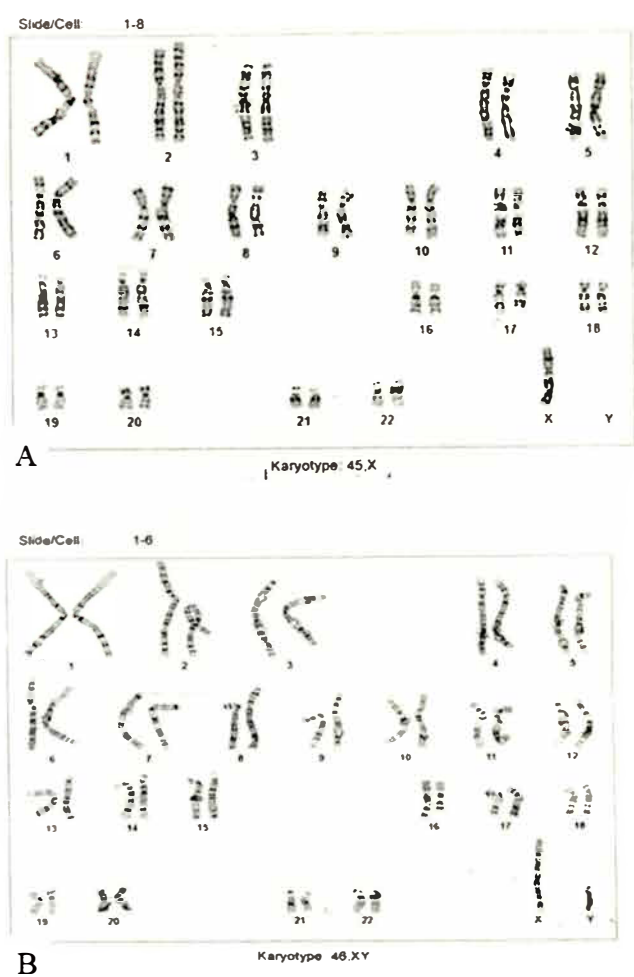 Slide/Cell: 1-8
1 2 3 4 5
6 7 8 9 10 11 12
13 14 15 16 17 18
19 20 21 22 X Y
A
Karyotype: 45,X
Slide/Cell: 1-6
1 2 3 4 5
6 7 8 9 10 11 12
13 14 15 16 17 18
19 20 21 22 X Y
B
Karyotype 46,XY